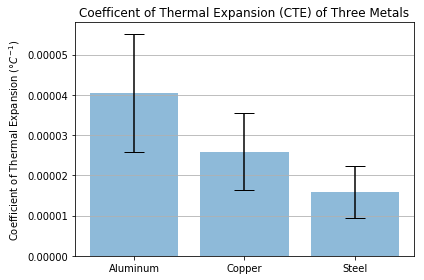 Coefficent of Thermal Expansion (CTE) of Three Metals
Coefficient of Thermal Expansion (°C⁻¹)
0.00005
0.00004
0.00003
0.00002
0.00001
0.00000
Aluminum
Copper
Steel